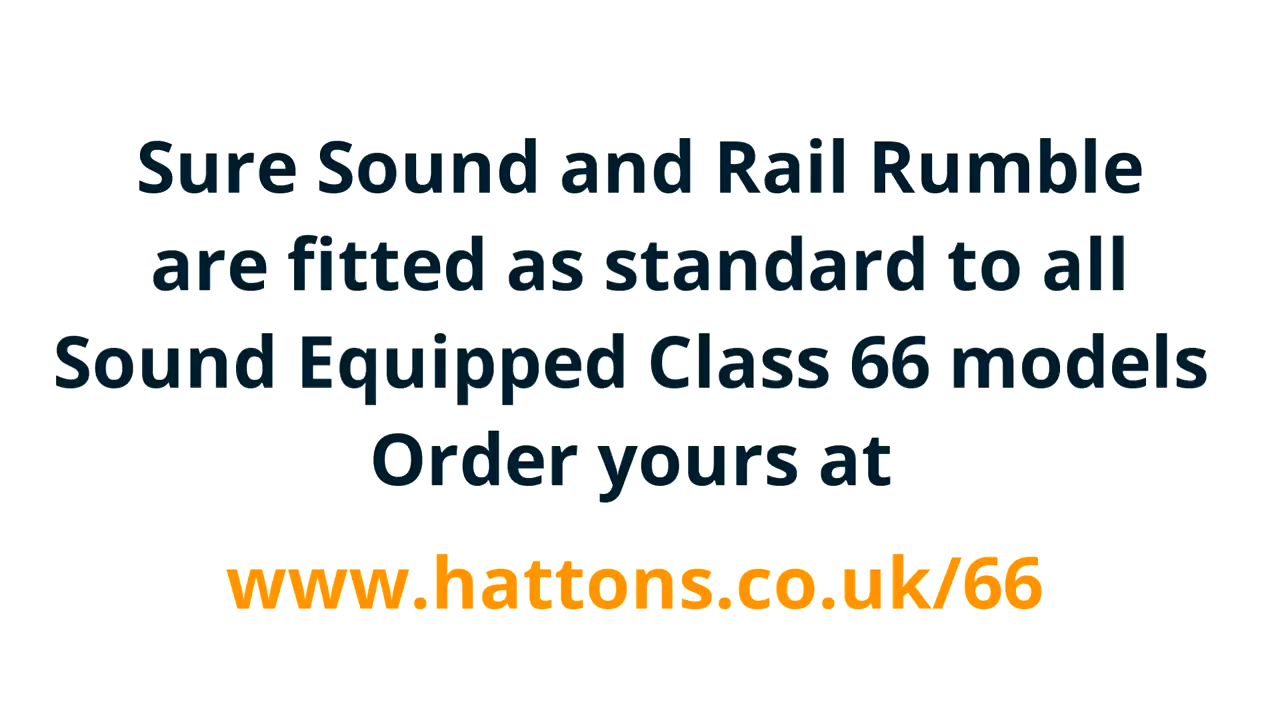 Sure Sound and Rail Rumble
are fitted as standard to all
Sound Equipped Class 66 models
Order yours at
www.hattons.co.uk/66